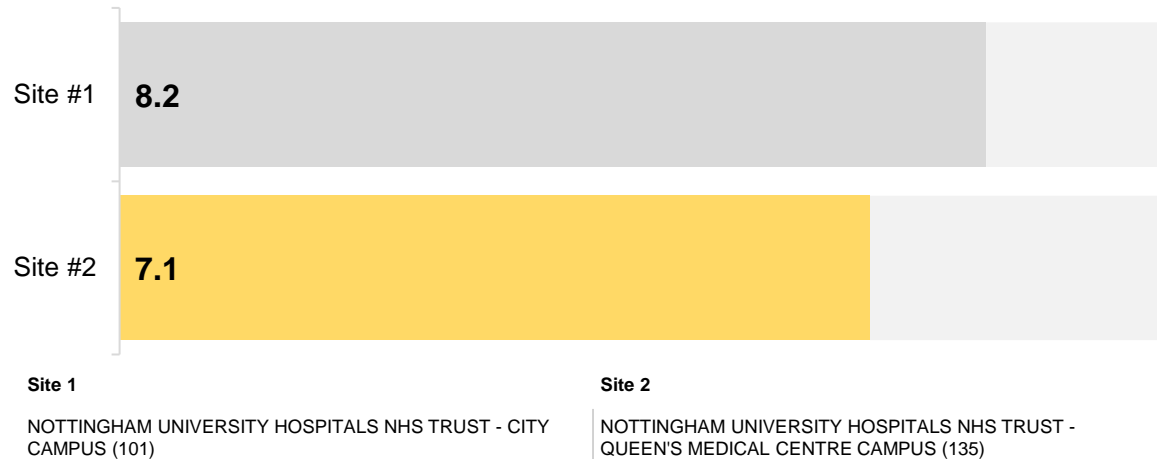 Site #1
8.2
Site #2
7.1
Site 1
NOTTINGHAM UNIVERSITY HOSPITALS NHS TRUST - CITY
CAMPUS (101)
Site 2
NOTTINGHAM UNIVERSITY HOSPITALS NHS TRUST -
QUEEN'S MEDICAL CENTRE CAMPUS (135)